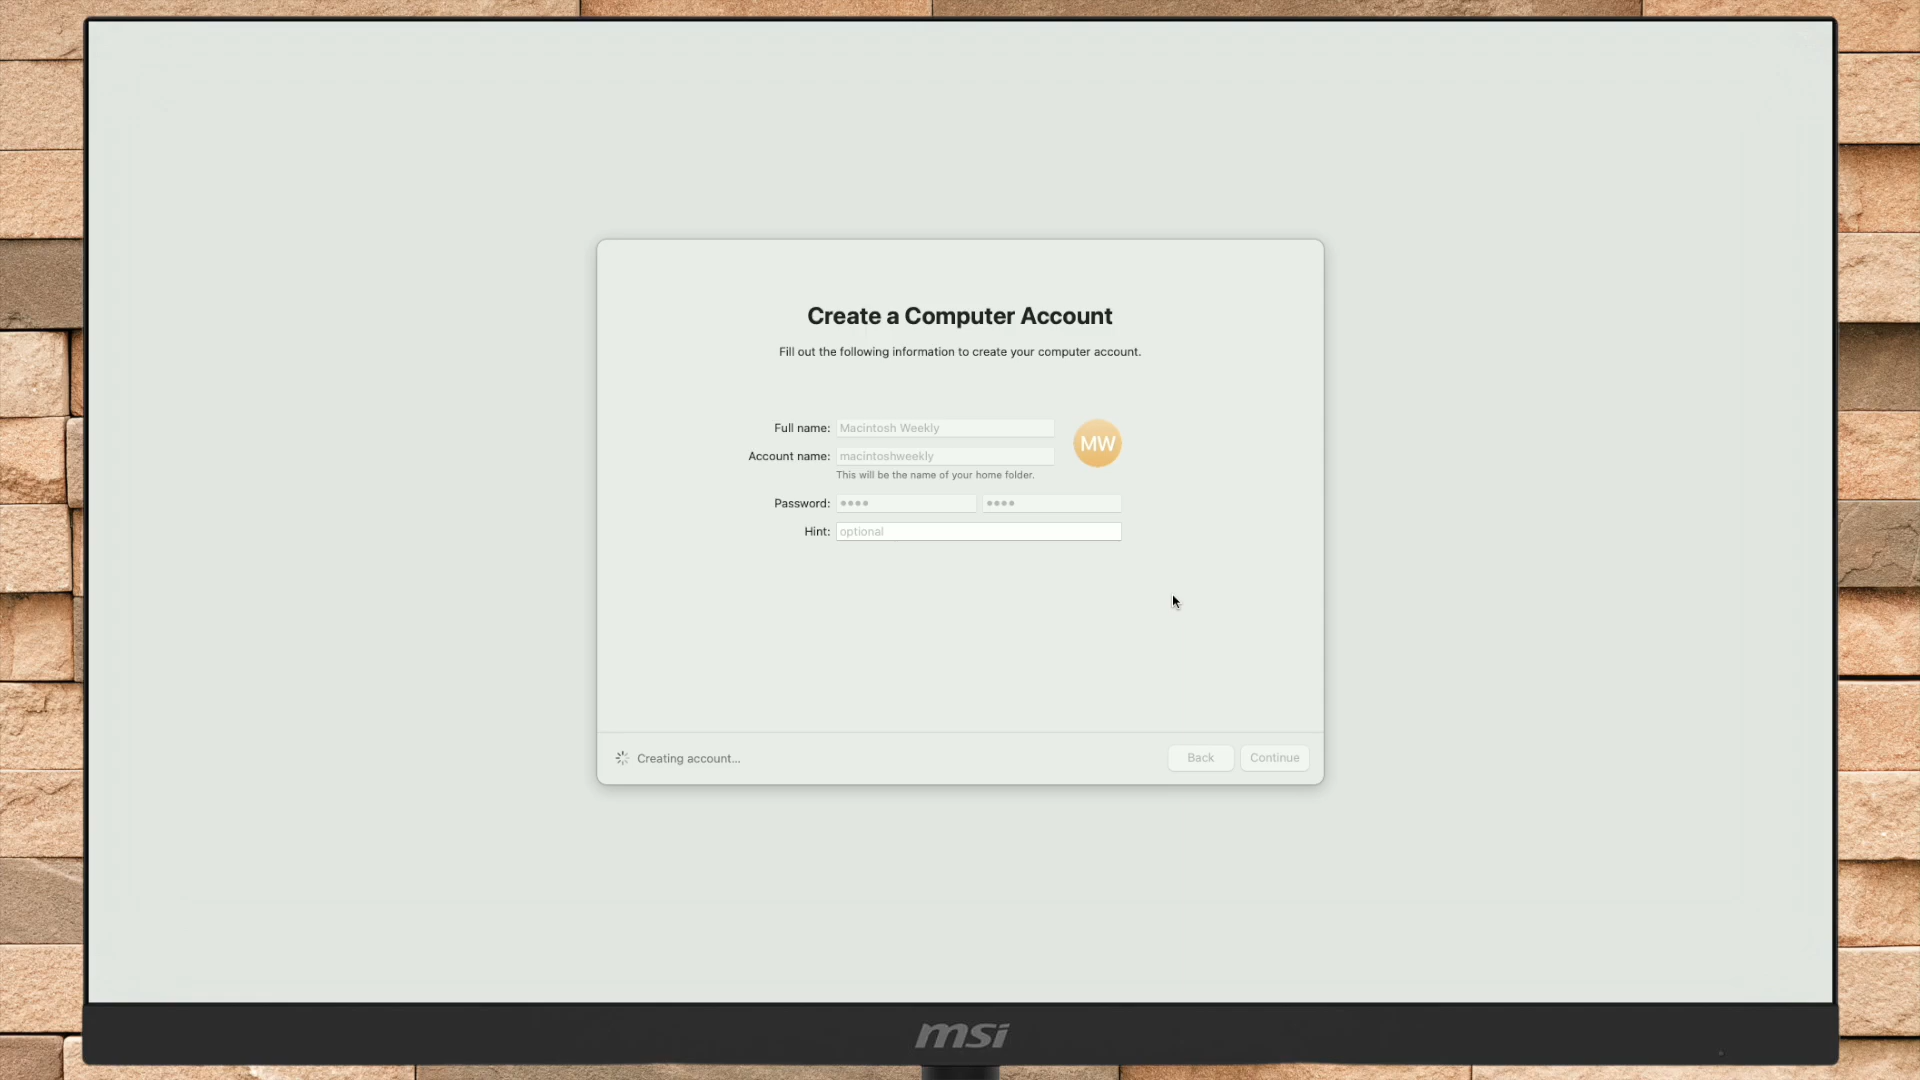 Create a Computer Account
Fill out the following information to create your computer account.
Full name: Macintosh Weekly
MW
Account name: macintoshweekly
This will be the name of your home folder.
Password: •••• ••••
Hint: optional
Creating account...
Back Continue
msi